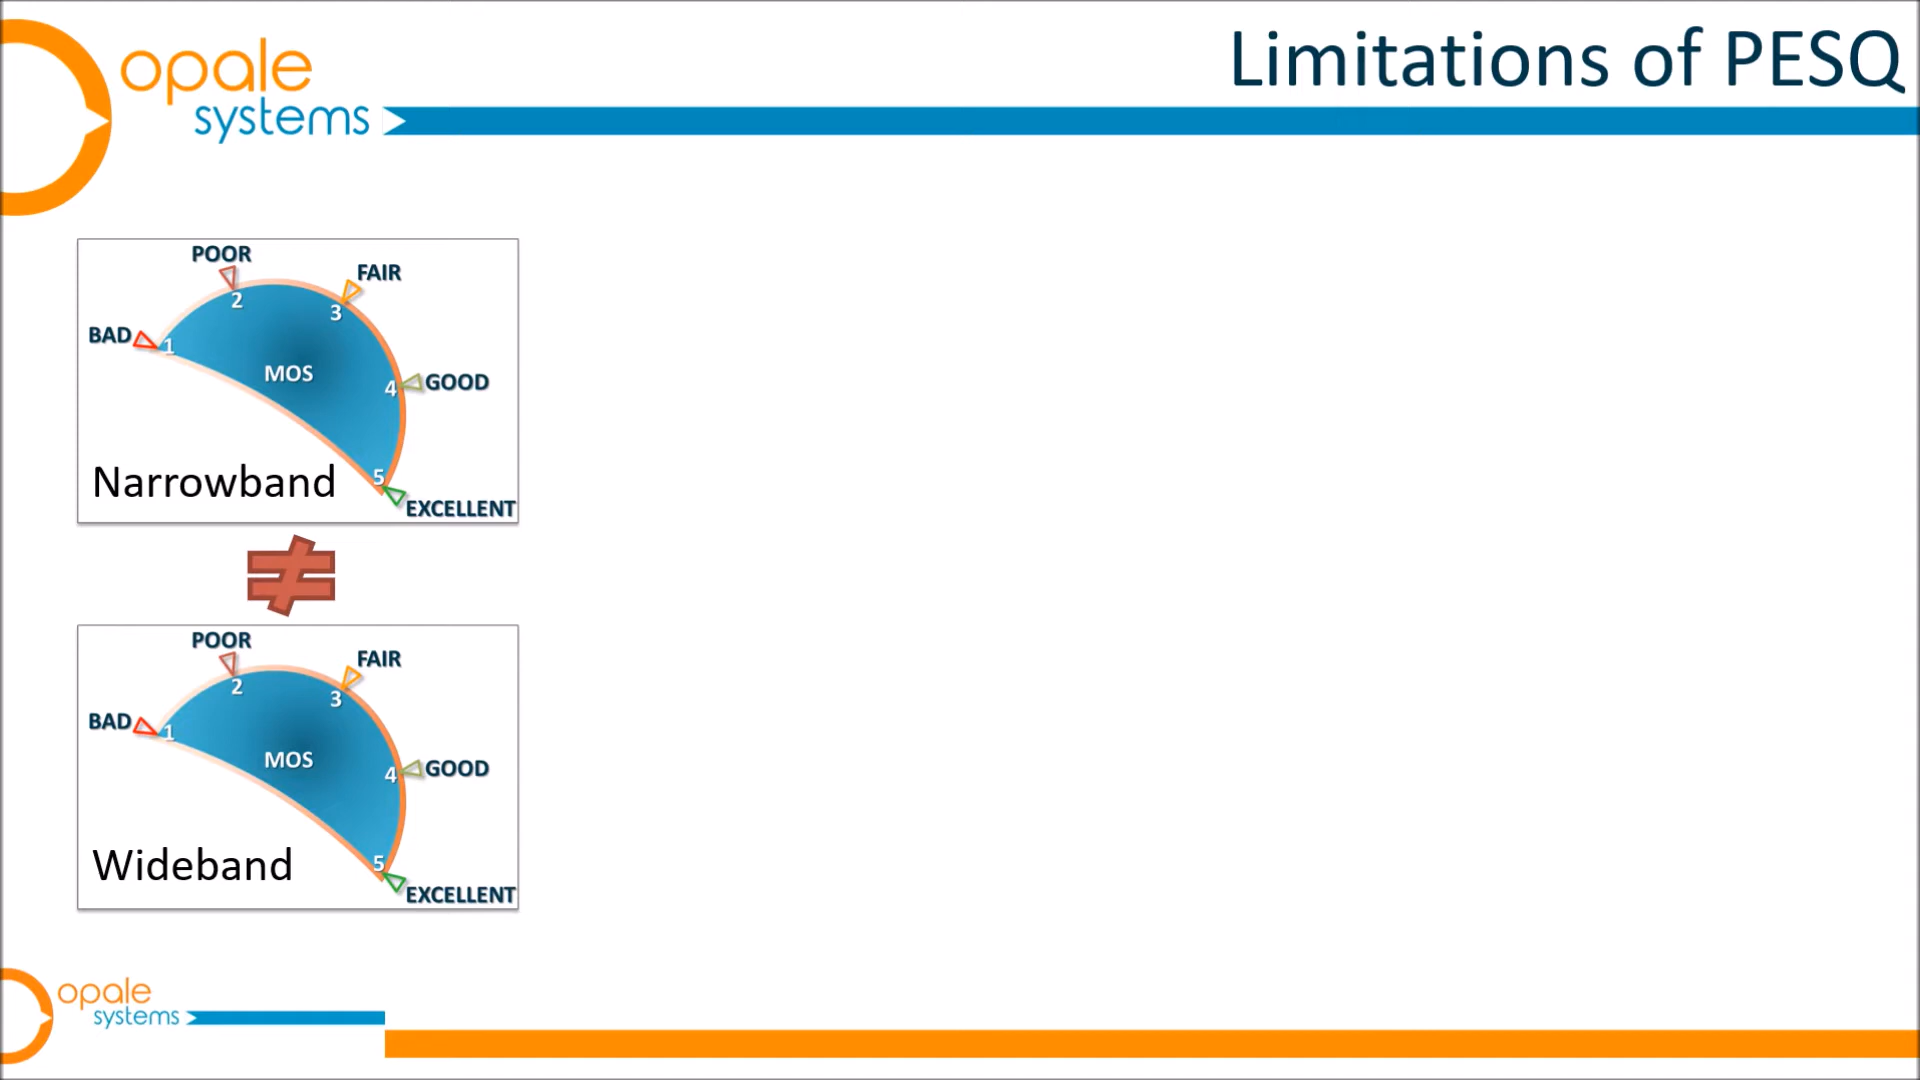 opale
systems
Limitations of PESQ
POOR
FAIR
2
3
BAD
1
MOS
4
GOOD
Narrowband
5
EXCELLENT
≠
POOR
FAIR
2
3
BAD
1
MOS
4
GOOD
Wideband
5
EXCELLENT
opale
systems